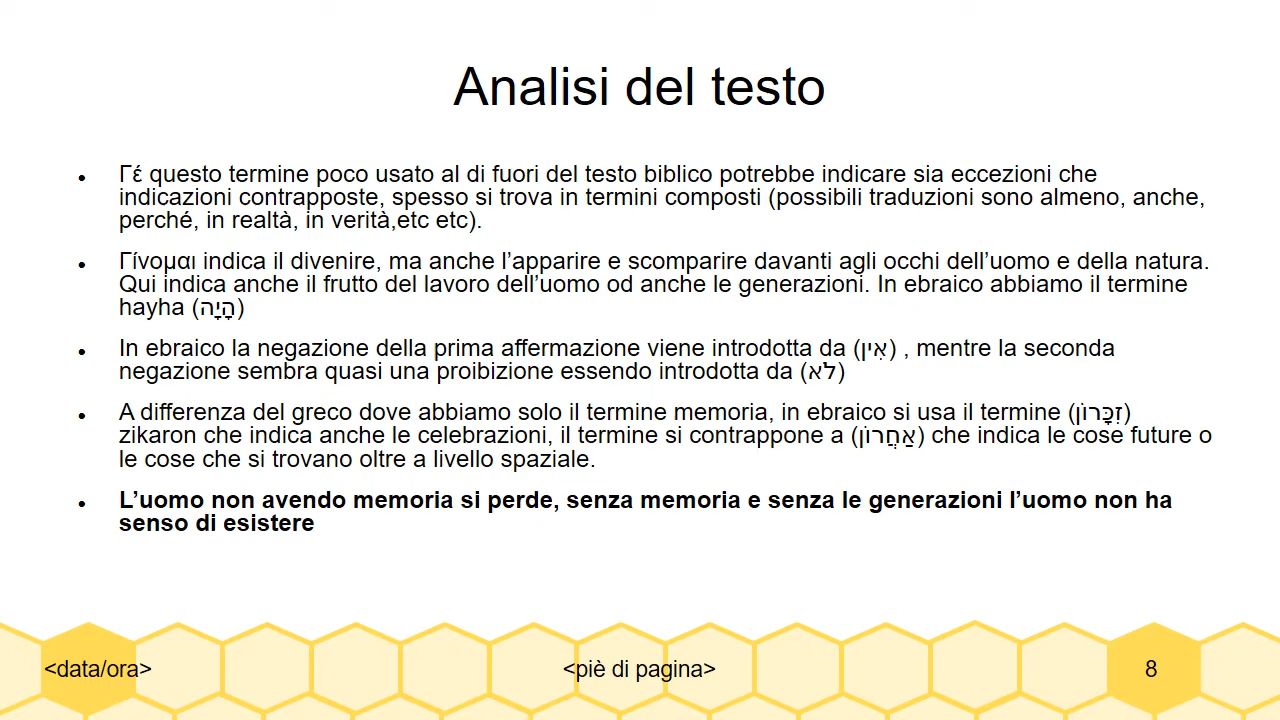 Analisi del testo
Γέ questo termine poco usato al di fuori del testo biblico potrebbe indicare sia eccezioni che
indicazioni contrapposte, spesso si trova in termini composti (possibili traduzioni sono almeno, anche,
perché, in realtà, in verità,etc etc).
Γίνομαι indica il divenire, ma anche l’apparire e scomparire davanti agli occhi dell’uomo e della natura.
Qui indica anche il frutto del lavoro dell’uomo od anche le generazioni. In ebraico abbiamo il termine
hayha (הָיָה)
In ebraico la negazione della prima affermazione viene introdotta da (אִין) , mentre la seconda
negazione sembra quasi una proibizione essendo introdotta da (לֹא)
A differenza del greco dove abbiamo solo il termine memoria, in ebraico si usa il termine (זִכָּרוֹן)
zikaron che indica anche le celebrazioni, il termine si contrappone a (אַחֲרוֹן) che indica le cose future o
le cose che si trovano oltre a livello spaziale.
L’uomo non avendo memoria si perde, senza memoria e senza le generazioni l’uomo non ha
senso di esistere
<data/ora> <piè di pagina> 8